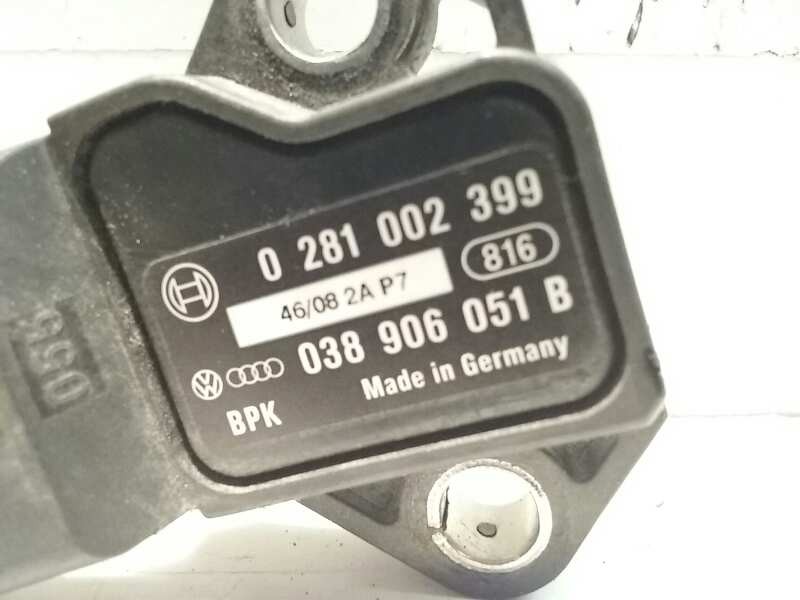 0 281 002 399
46/08 2A P7
816
038 906 051 B
Made in Germany
BPK
055